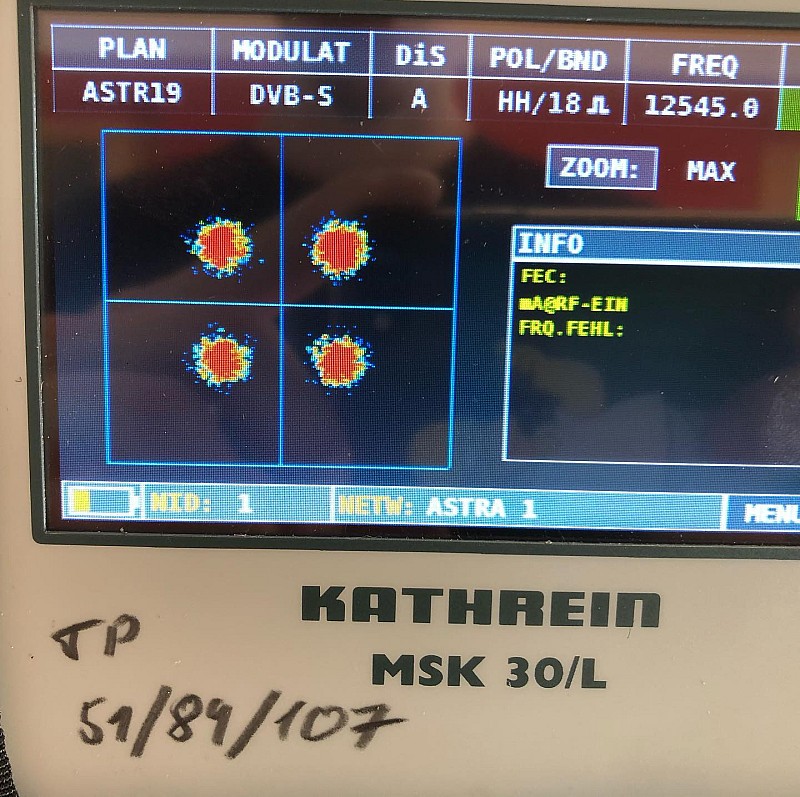 PLAN MODULAT DiS POL/BND FREQ
ASTR19 DVB-S A HH/18 12545.0
ZOOM: MAX
INFO
FEC:
mA@RF-EIN
FRQ.FEHL:
NID: 1 NETW: ASTRA 1 MENU
KATHREIN
MSK 30/L
TP
51/84/107